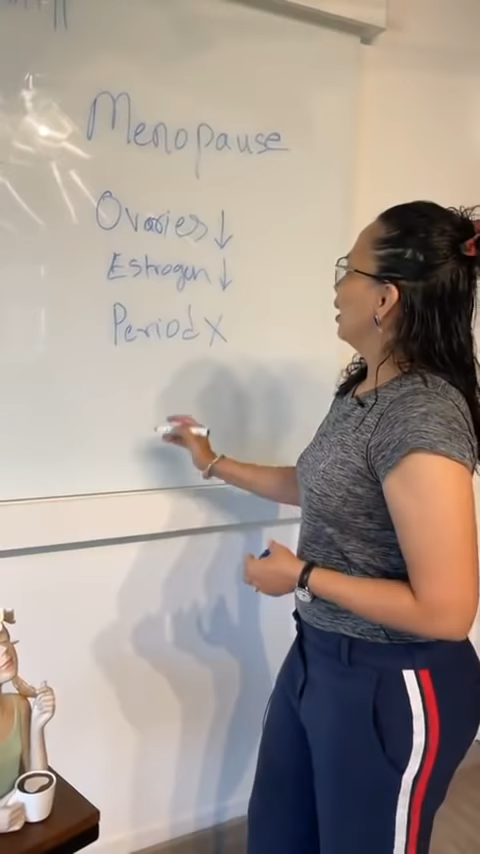 Menopause
Ovaries ↓
Estrogen ↓
Period X